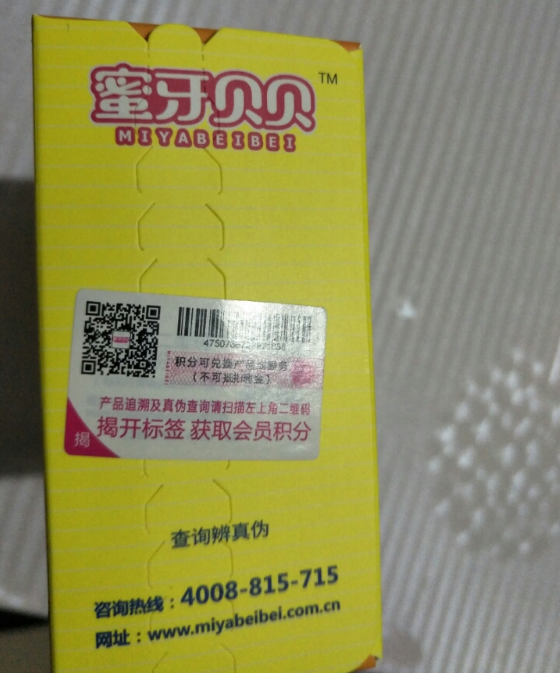 蜜牙贝贝 TM
MIYABEIBEI
积分可兑换产品或服务
(不可抵扣现金)
产品追溯及真伪查询请扫描左上角二维码
揭 揭开标签 获取会员积分
查询辨真伪
咨询热线：4008-815-715
网址：www.miyabeibei.com.cn